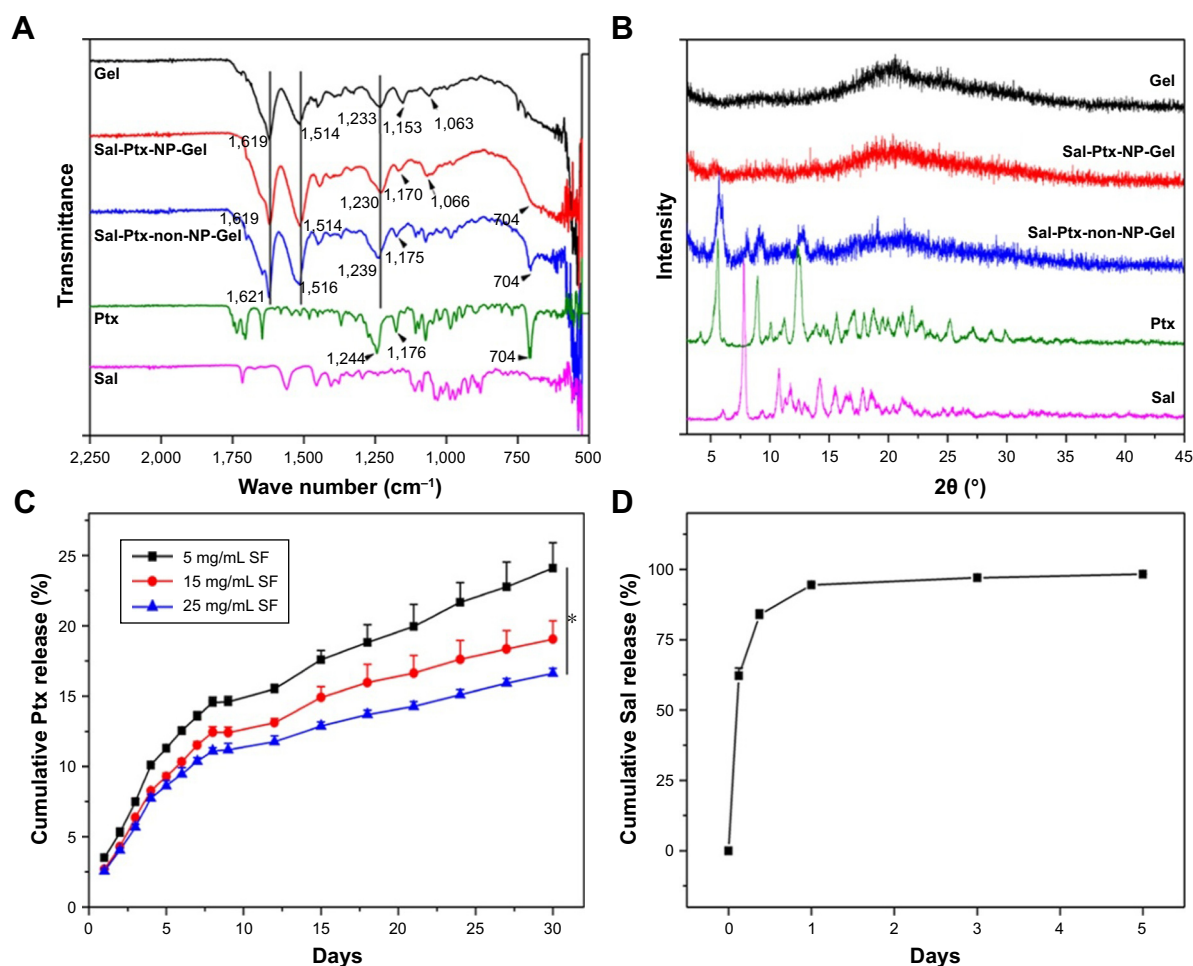 A
Gel
1,233
1,153
1,063
1,619
1,514
Sal-Ptx-NP-Gel
1,230
1,170
1,066
704
1,619
1,514
Sal-Ptx-non-NP-Gel
1,239
1,175
704
1,621
1,516
Ptx
1,244
1,176
704
Sal
Transmittance
2,250 2,000 1,750 1,500 1,250 1,000 750 500
Wave number (cm⁻¹)
B
Gel
Sal-Ptx-NP-Gel
Sal-Ptx-non-NP-Gel
Ptx
Sal
Intensity
5 10 15 20 25 30 35 40 45
2θ (°)
C
5 mg/mL SF
15 mg/mL SF
25 mg/mL SF
*
Cumulative Ptx release (%)
25
20
15
10
5
0
0 5 10 15 20 25 30
Days
D
Cumulative Sal release (%)
100
75
50
25
0
0 1 2 3 4 5
Days